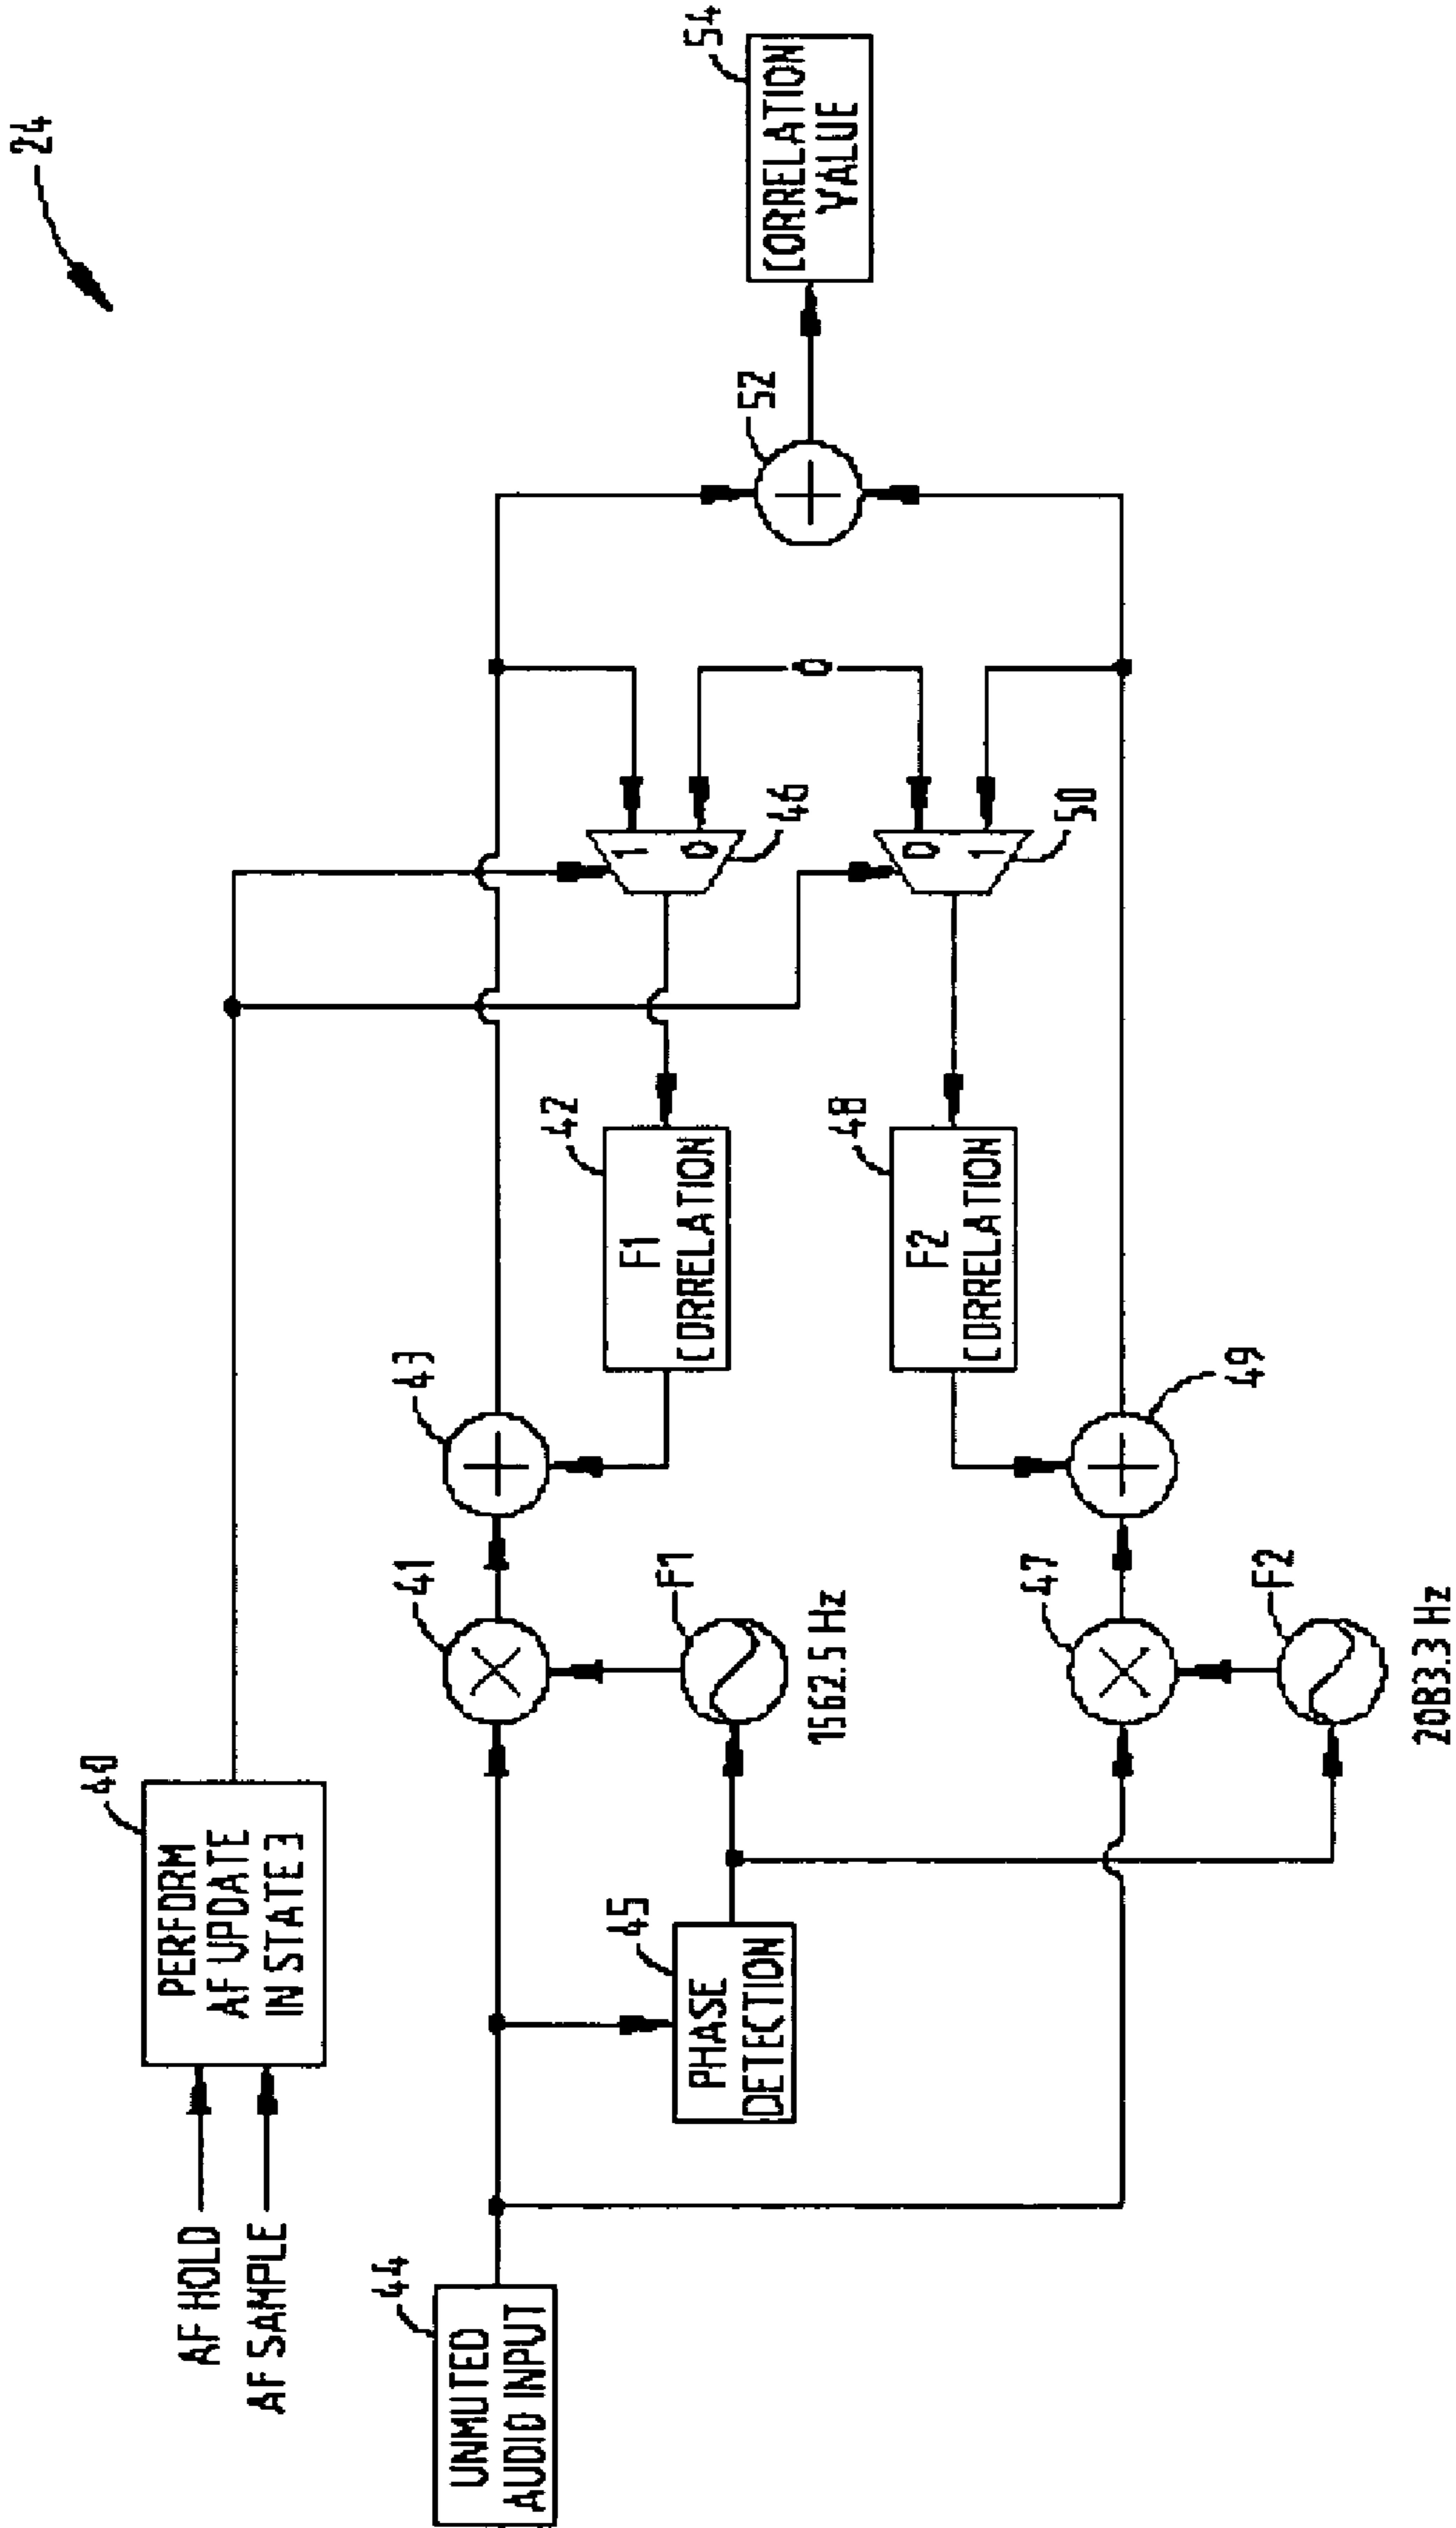 24
40
PERFORM
AF UPDATE
IN STATE 3
AF HOLD
AF SAMPLE
44
UNMUTED
AUDIO INPUT
41
43
45
PHASE
DETECTION
F1
1562.5 Hz
42
F1
CORRELATION
1
0
46
0
0
1
50
48
F2
CORRELATION
47
49
F2
2083.3 Hz
52
54
CORRELATION
VALUE